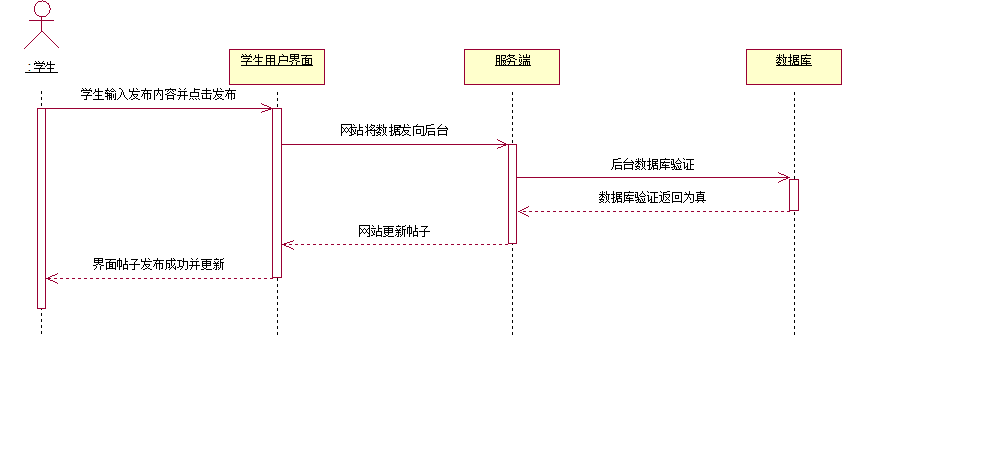 学生用户界面
服务端
数据库
: 学生
学生输入发布内容并点击发布
网站将数据发向后台
后台数据库验证
数据库验证返回为真
网站更新帖子
界面帖子发布成功并更新